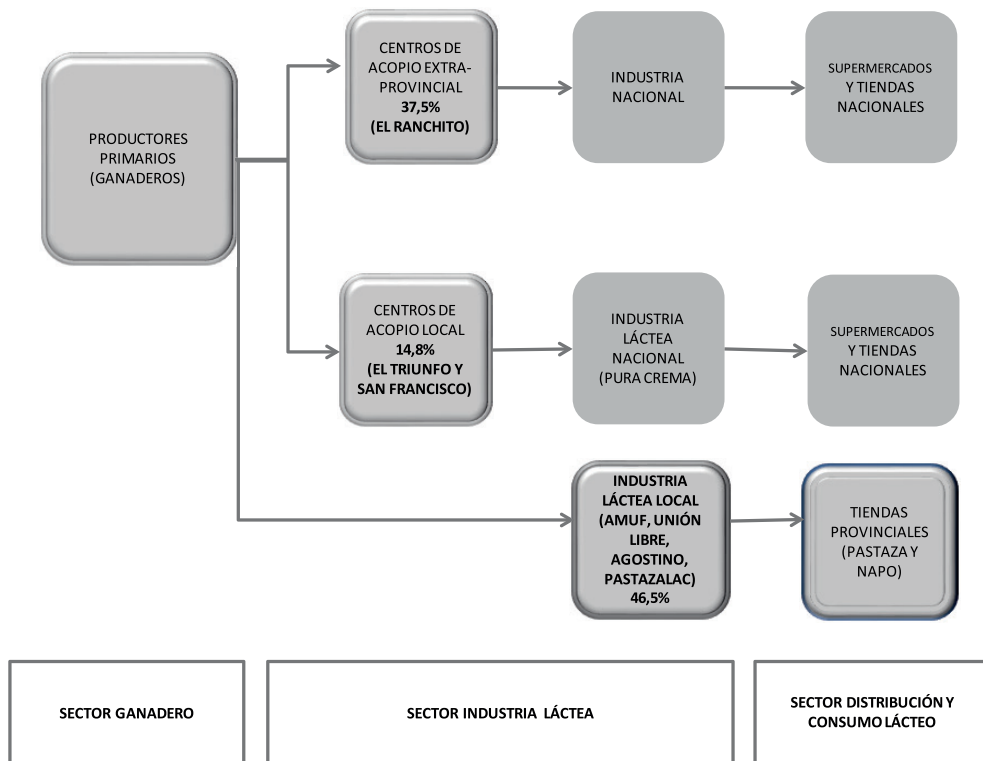 PRODUCTORES
PRIMARIOS
(GANADEROS)
CENTROS DE
ACOPIO EXTRA-
PROVINCIAL
37,5%
(EL RANCHITO)
INDUSTRIA
NACIONAL
SUPERMERCADOS
Y TIENDAS
NACIONALES
CENTROS DE
ACOPIO LOCAL
14,8%
(EL TRIUNFO Y
SAN FRANCISCO)
INDUSTRIA
LÁCTEA
NACIONAL
(PURA CREMA)
SUPERMERCADOS
Y TIENDAS
NACIONALES
INDUSTRIA
LÁCTEA LOCAL
(AMUF, UNIÓN
LIBRE,
AGOSTINO,
PASTAZALAC)
46,5%
TIENDAS
PROVINCIALES
(PASTAZA Y
NAPO)
SECTOR GANADERO
SECTOR INDUSTRIA LÁCTEA
SECTOR DISTRIBUCIÓN Y
CONSUMO LÁCTEO